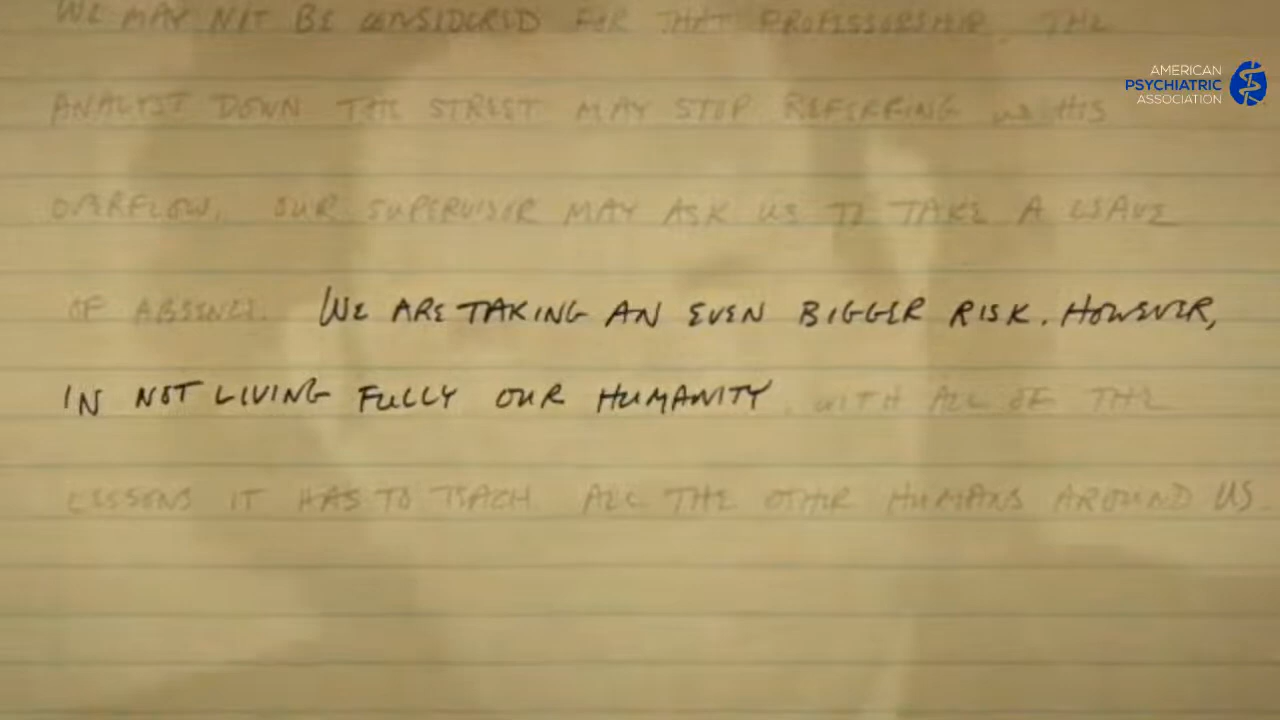 WE MAY NOT BE CONSIDERED FOR THAT PROFESSORSHIP. THE
AMERICAN
PSYCHIATRIC
ASSOCIATION
ANALYST DOWN THE STREET MAY STOP REFERRING us HIS
OVERFLOW. OUR SUPERVISOR MAY ASK US TO TAKE A LEAVE
OF ABSENCE. WE ARE TAKING AN EVEN BIGGER RISK. HOWEVER,
IN NOT LIVING FULLY OUR HUMANITY, WITH ALL OF THE
LESSONS IT HAS TO TEACH ALL THE OTHER HUMANS AROUND US.